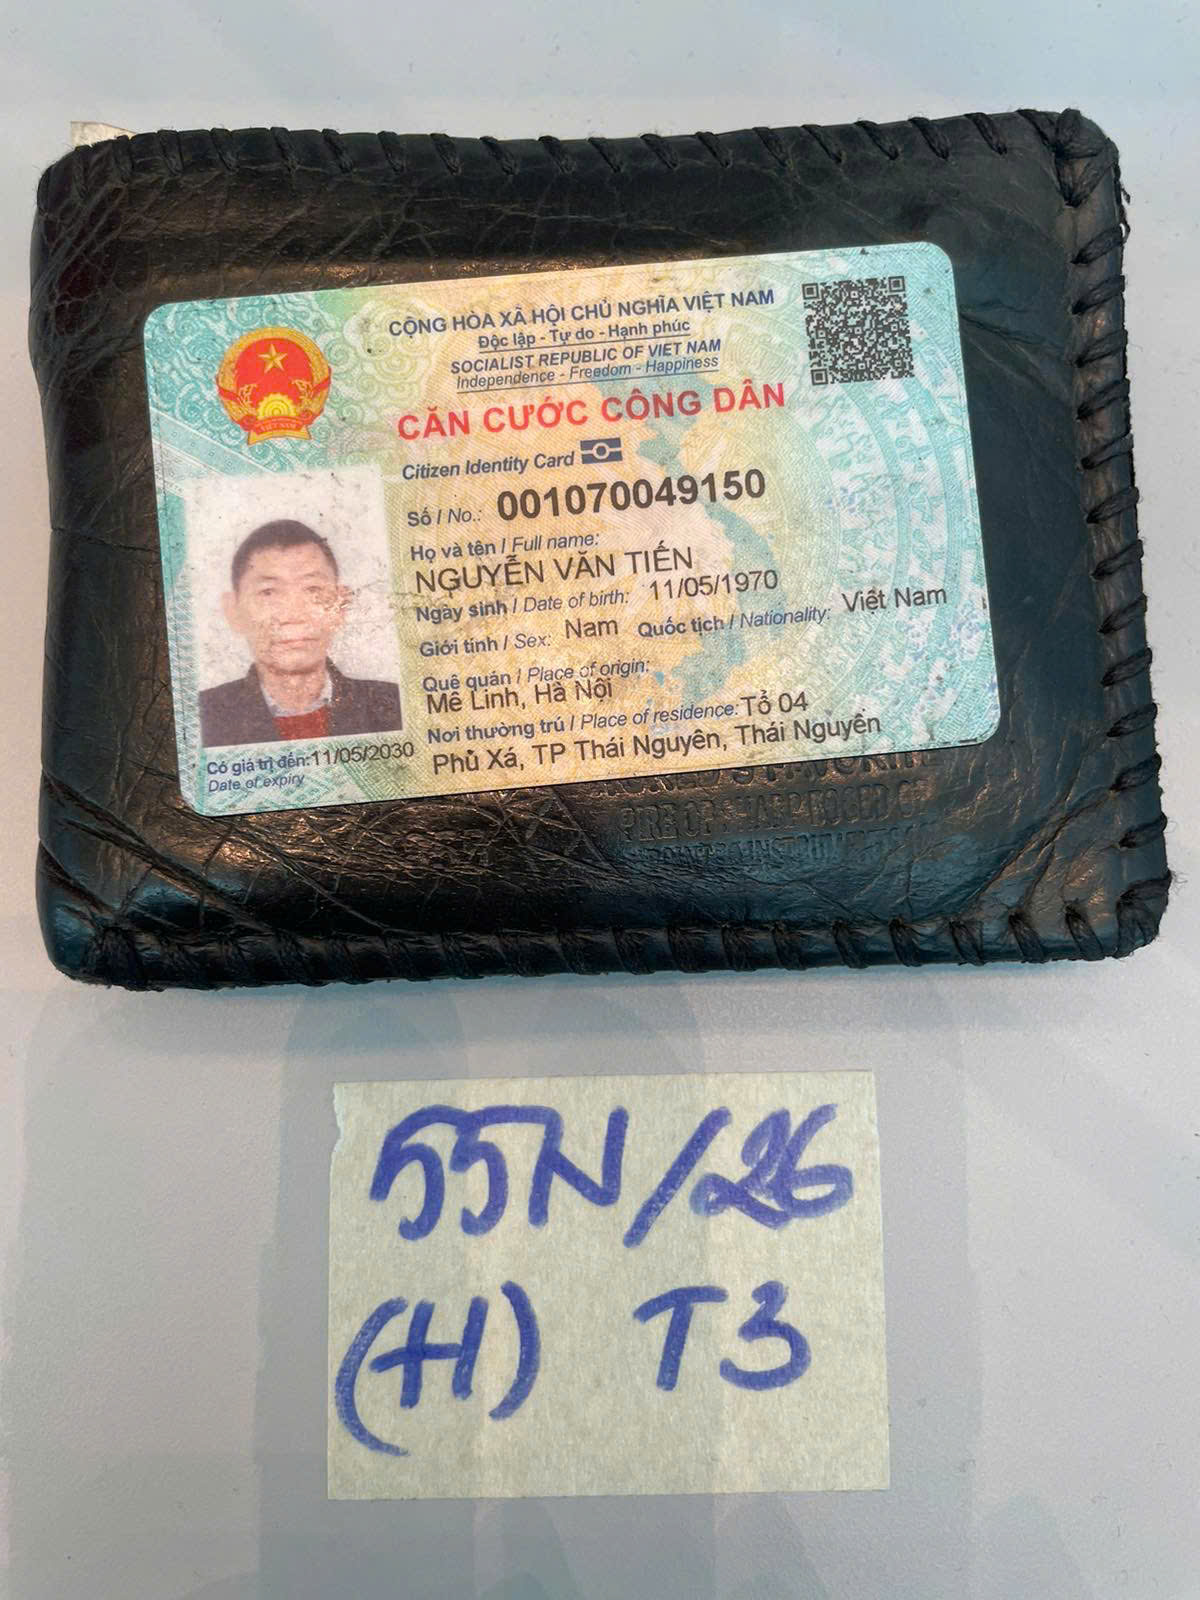 CỘNG HÒA XÃ HỘI CHỦ NGHĨA VIỆT NAM
Độc lập - Tự do - Hạnh phúc
SOCIALIST REPUBLIC OF VIET NAM
Independence - Freedom - Happiness
CĂN CƯỚC CÔNG DÂN
Citizen Identity Card
Số / No.: 001070049150
Họ và tên / Full name:
NGUYỄN VĂN TIẾN
Ngày sinh / Date of birth: 11/05/1970
Giới tính / Sex: Nam Quốc tịch / Nationality: Việt Nam
Quê quán / Place of origin:
Mê Linh, Hà Nội
Nơi thường trú / Place of residence: Tổ 04
Phú Xá, TP Thái Nguyên, Thái Nguyên
Có giá trị đến: 11/05/2030
Date of expiry
VIỆT NAM
55N/26
(H) T3